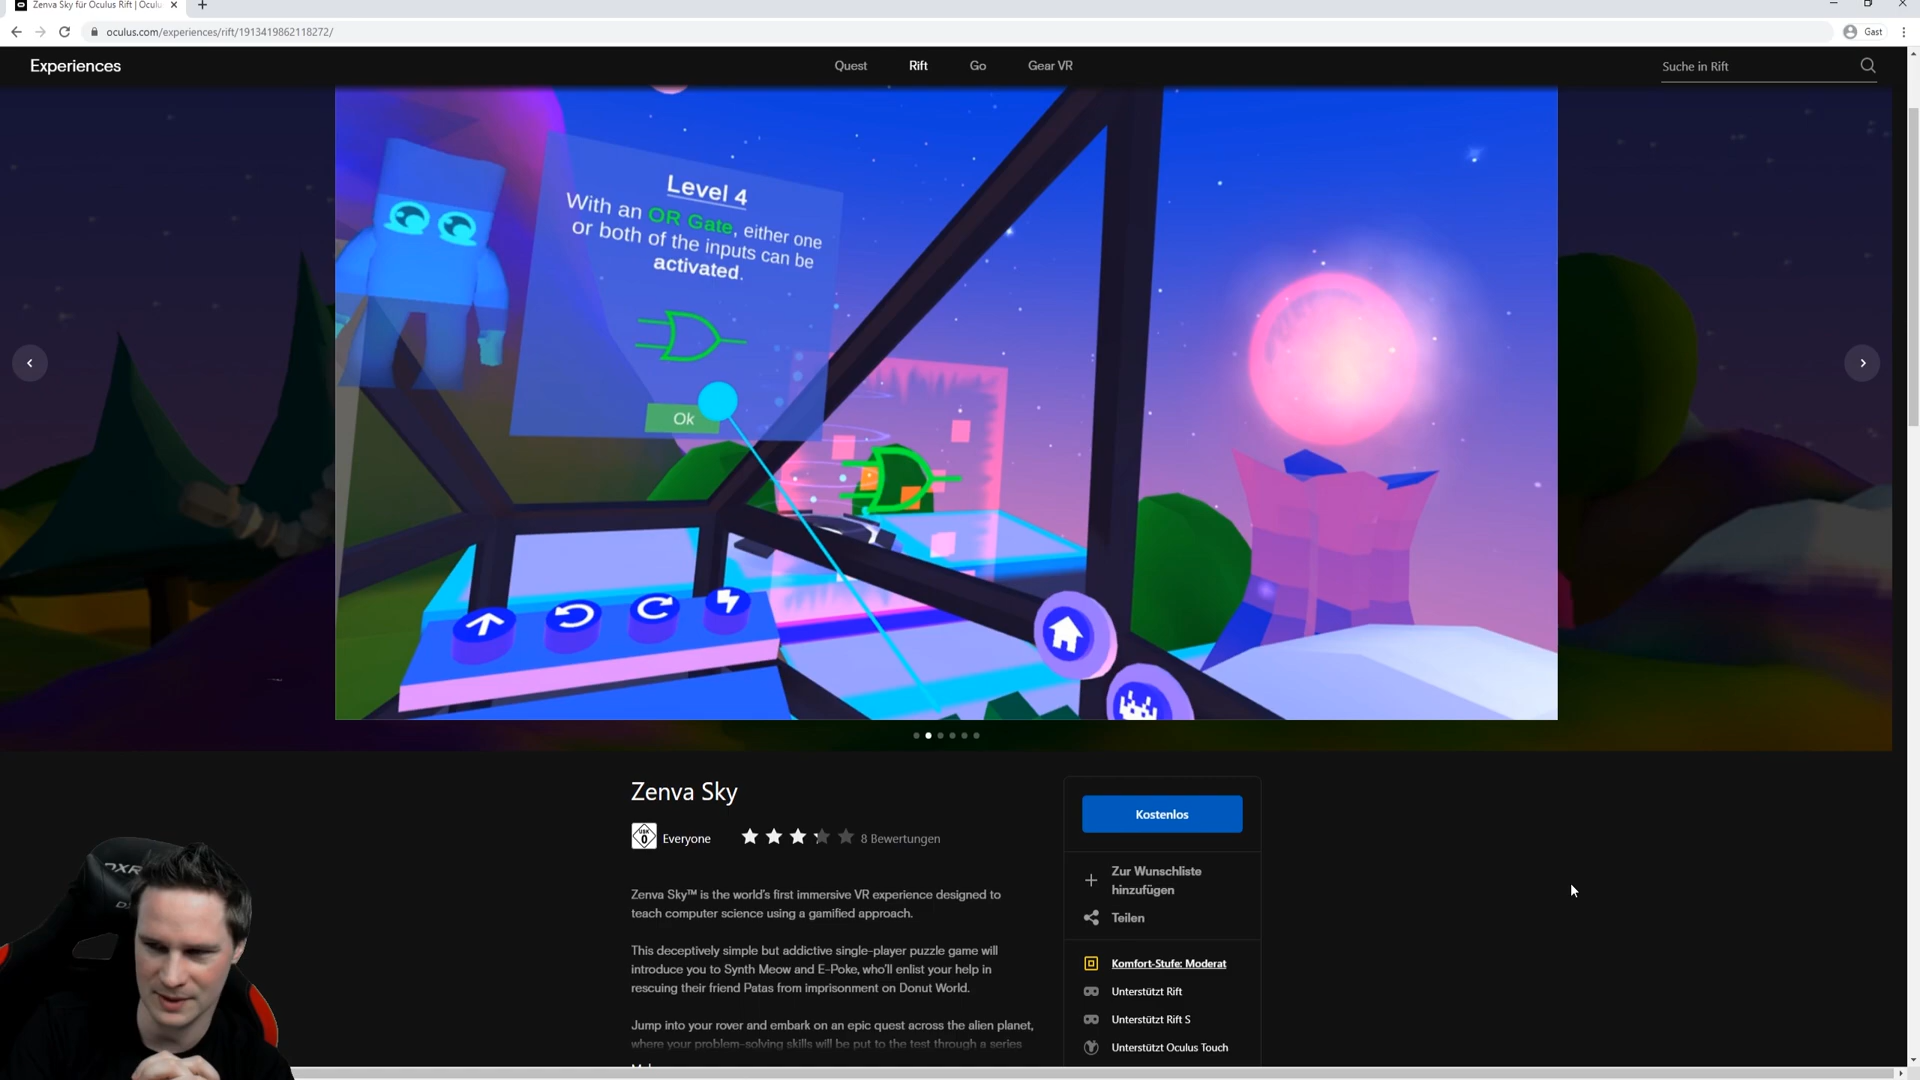 Zenva Sky für Oculus Rift | Ocul
oculus.com/experiences/rift/1913419862118272/
Gast
Experiences
Quest
Rift
Go
Gear VR
Suche in Rift
Level 4
With an OR Gate, either one
or both of the inputs can be
activated.
Ok
Zenva Sky
USK
0
Everyone
8 Bewertungen
Kostenlos
Zur Wunschliste
hinzufügen
Teilen
Zenva Sky™ is the world's first immersive VR experience designed to
teach computer science using a gamified approach.
This deceptively simple but addictive single-player puzzle game will
introduce you to Synth Meow and E-Poke, who'll enlist your help in
rescuing their friend Patas from imprisonment on Donut World.
Jump into your rover and embark on an epic quest across the alien planet,
where your problem-solving skills will be put to the test through a series
Komfort-Stufe: Moderat
Unterstützt Rift
Unterstützt Rift S
Unterstützt Oculus Touch
DXR